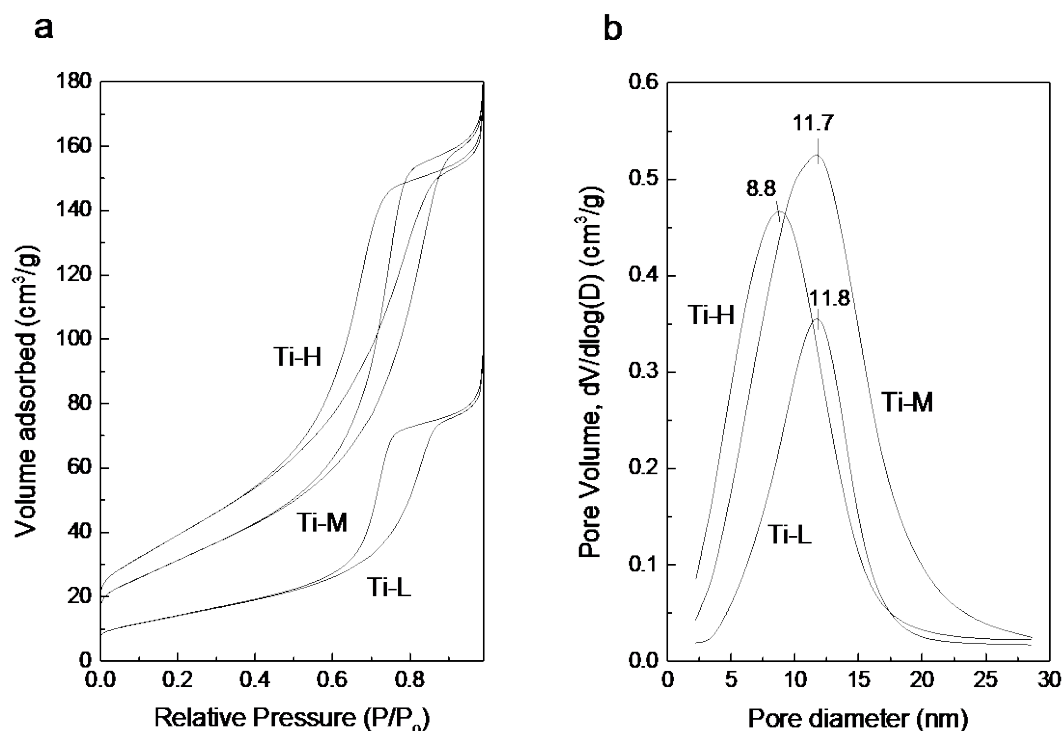 a
Volume adsorbed (cm³/g)
180
160
140
120
100
80
60
40
20
0
0.0 0.2 0.4 0.6 0.8
Relative Pressure (P/P₀)
Ti-H
Ti-M
Ti-L
b
Pore Volume, dV/dlog(D) (cm³/g)
0.6
0.5
0.4
0.3
0.2
0.1
0.0
0 5 10 15 20 25 30
Pore diameter (nm)
11.7
8.8
11.8
Ti-H
Ti-M
Ti-L